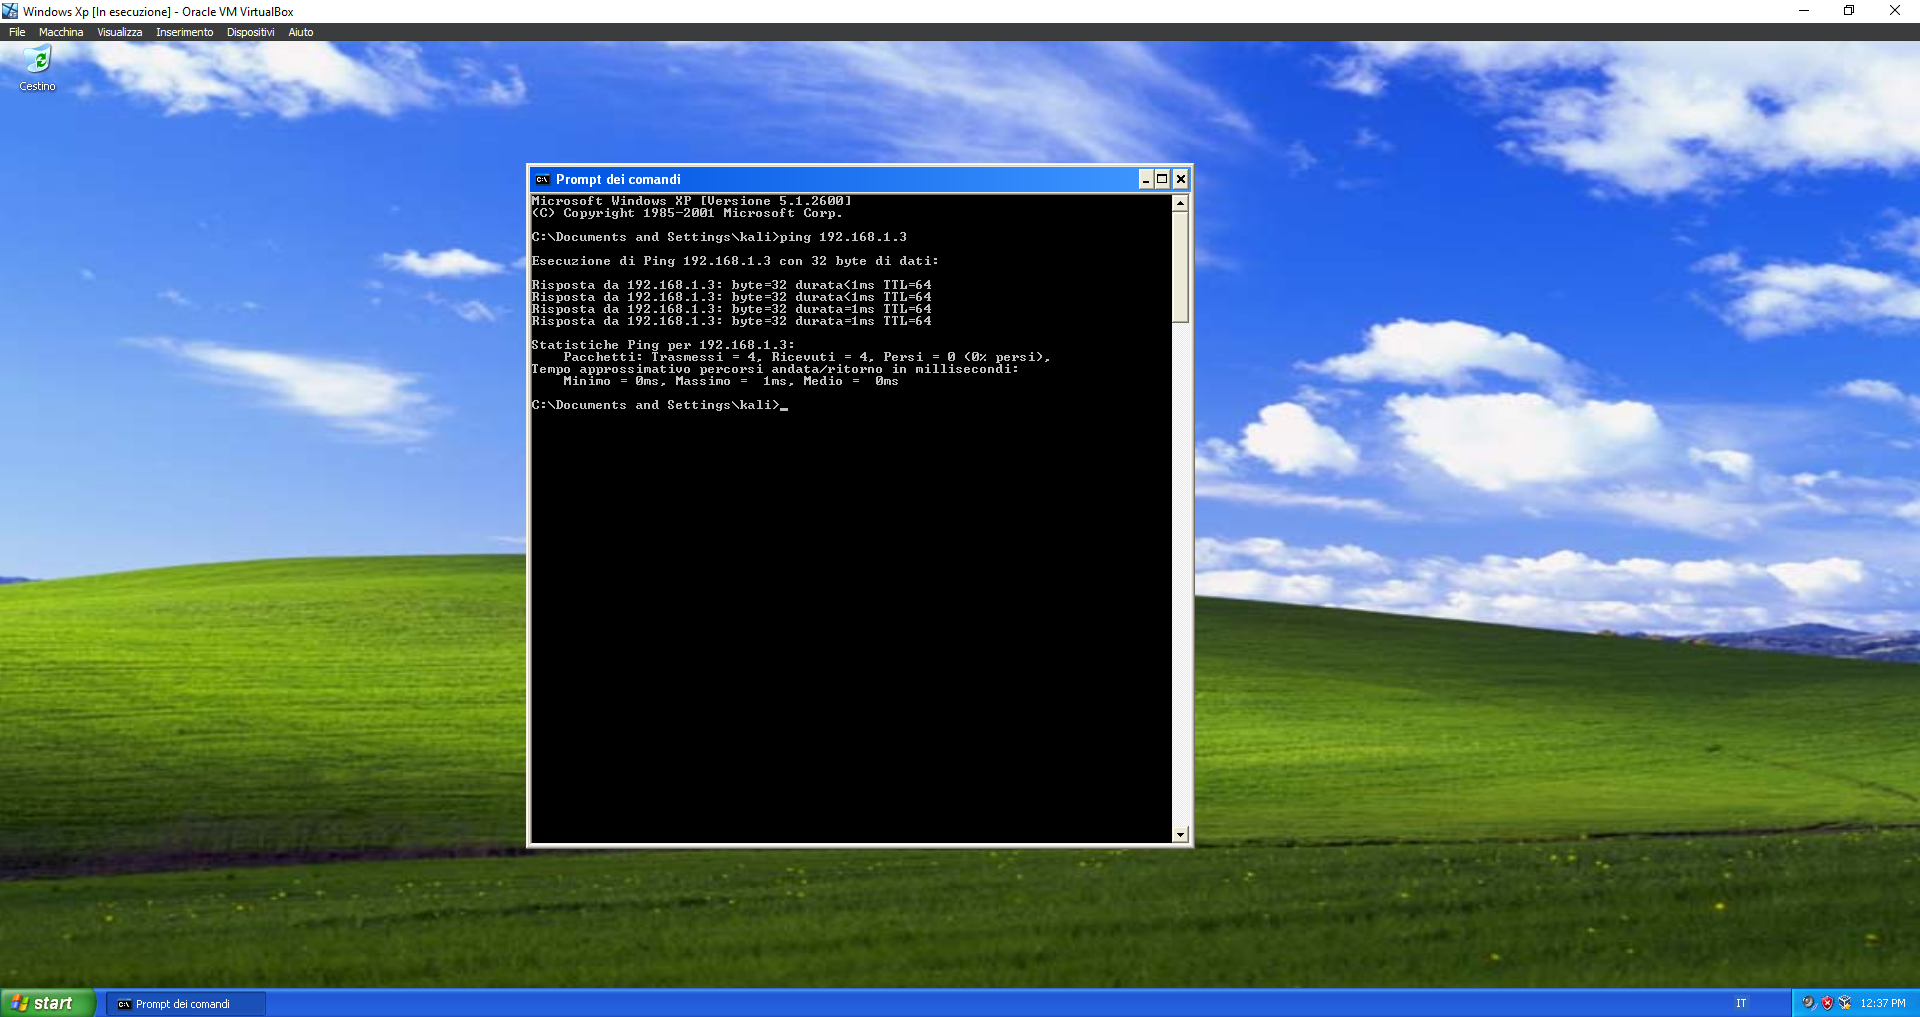 Windows Xp [In esecuzione] - Oracle VM VirtualBox
File Macchina Visualizza Inserimento Dispositivi Aiuto
Cestino
Prompt dei comandi
Microsoft Windows XP [Versione 5.1.2600]
(C) Copyright 1985-2001 Microsoft Corp.
C:\Documents and Settings\kali>ping 192.168.1.3
Esecuzione di Ping 192.168.1.3 con 32 byte di dati:
Risposta da 192.168.1.3: byte=32 durata<1ms TTL=64
Risposta da 192.168.1.3: byte=32 durata<1ms TTL=64
Risposta da 192.168.1.3: byte=32 durata=1ms TTL=64
Risposta da 192.168.1.3: byte=32 durata=1ms TTL=64
Statistiche Ping per 192.168.1.3:
Pacchetti: Trasmessi = 4, Ricevuti = 4, Persi = 0 (0% persi),
Tempo approssimativo percorsi andata/ritorno in millisecondi:
Minimo = 0ms, Massimo =  1ms, Medio =  0ms
C:\Documents and Settings\kali>_
start Prompt dei comandi IT 12:37 PM